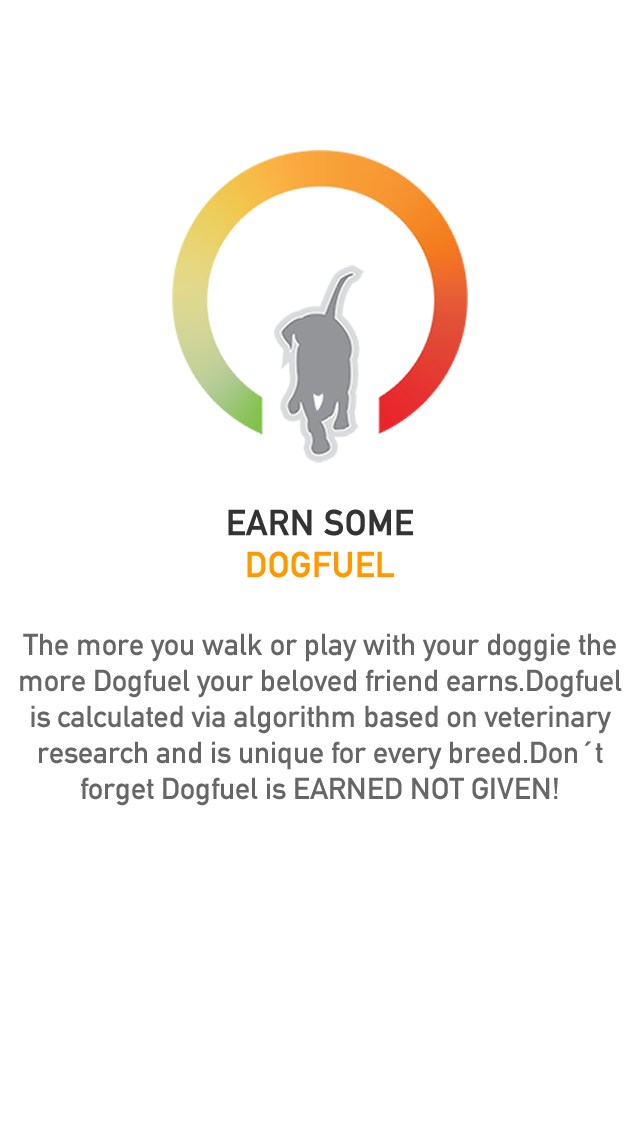 EARN SOME
DOGFUEL
The more you walk or play with your doggie the
more Dogfuel your beloved friend earns.Dogfuel
is calculated via algorithm based on veterinary
research and is unique for every breed.Don´t
forget Dogfuel is EARNED NOT GIVEN!